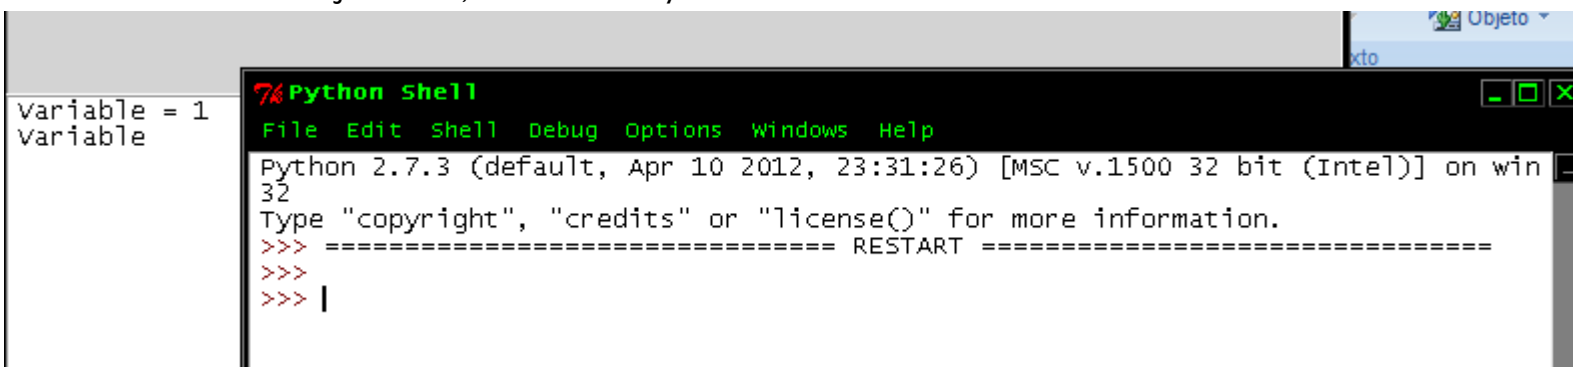 Objeto
xto
Variable = 1
Variable
Python Shell
File Edit Shell Debug Options Windows Help
Python 2.7.3 (default, Apr 10 2012, 23:31:26) [MSC v.1500 32 bit (Intel)] on win
32
Type "copyright", "credits" or "license()" for more information.
>>> ================================ RESTART ================================
>>>
>>>